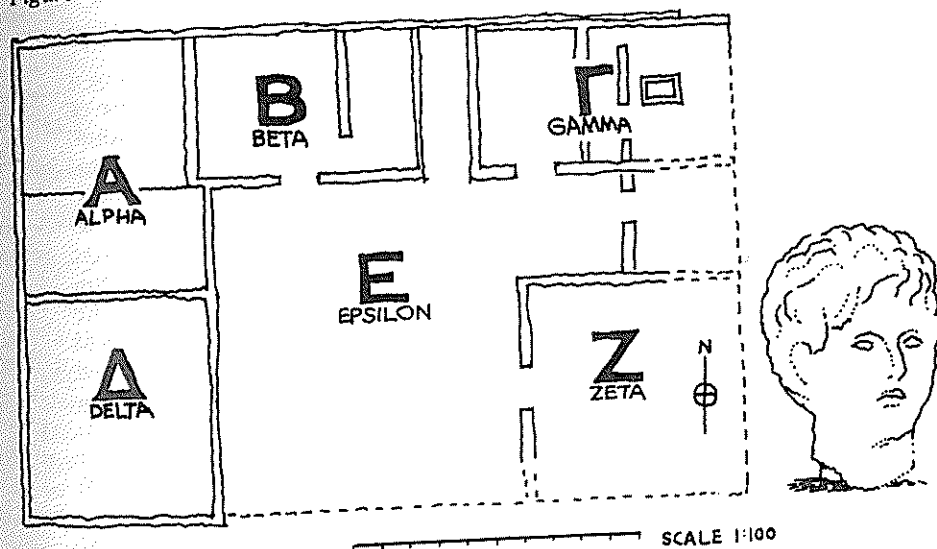 B
BETA
Γ
GAMMA
A
ALPHA
E
EPSILON
Δ
DELTA
Z
ZETA
N
SCALE 1:100